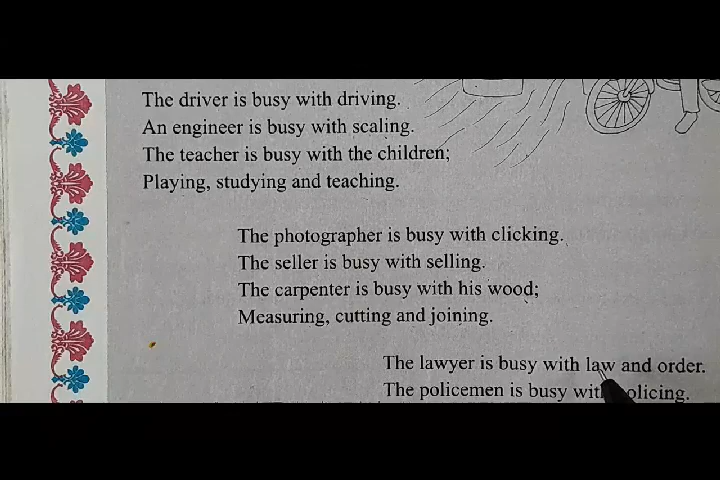 The driver is busy with driving.
An engineer is busy with scaling.
The teacher is busy with the children;
Playing, studying and teaching.
The photographer is busy with clicking.
The seller is busy with selling.
The carpenter is busy with his wood;
Measuring, cutting and joining.
The lawyer is busy with law and order.
The policemen is busy with policing.